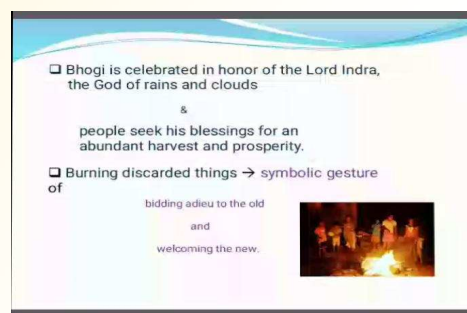 ❑ Bhogi is celebrated in honor of the Lord Indra,
the God of rains and clouds
&
people seek his blessings for an
abundant harvest and prosperity.
❑ Burning discarded things → symbolic gesture
of
bidding adieu to the old
and
welcoming the new.